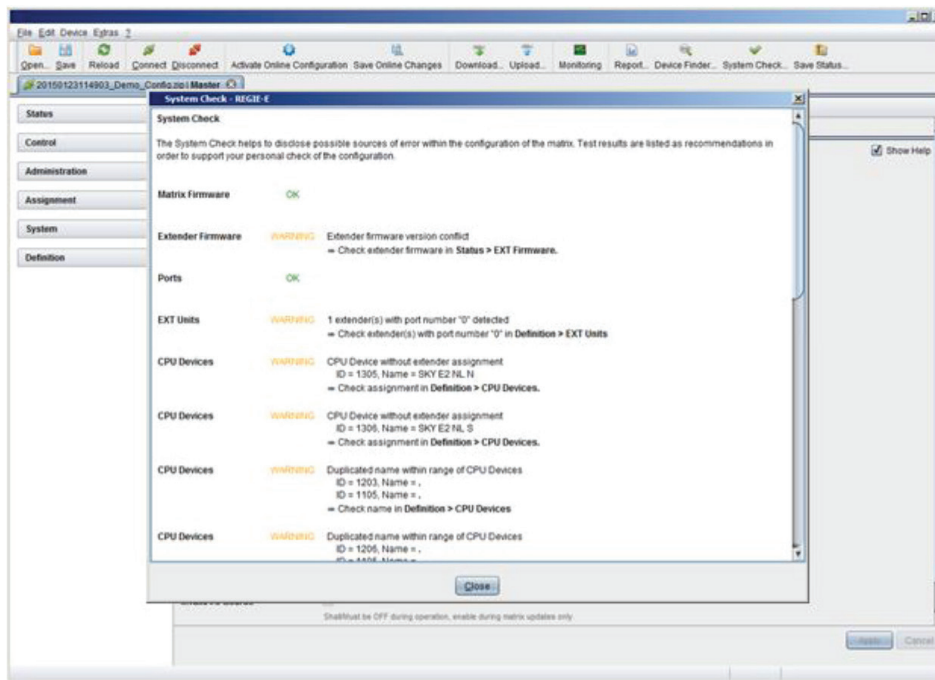 File Edit Device Extras ?
Open... Save Reload Connect Disconnect Activate Online Configuration Save Online Changes Download... Upload... Monitoring Report... Device Finder... System Check... Save Status...
20150123114903_Demo_Config.zip | Master
System Check - REGIE-E
Status
Control
Administration
Assignment
System
Definition
Show Help
System Check
The System Check helps to disclose possible sources of error within the configuration of the matrix. Test results are listed as recommendations in
order to support your personal check of the configuration.
Matrix Firmware OK
Extender Firmware WARNING Extender firmware version conflict
⇒ Check extender firmware in Status > EXT Firmware.
Ports OK
EXT Units WARNING 1 extender(s) with port number "0" detected
⇒ Check extender(s) with port number "0" in Definition > EXT Units
CPU Devices WARNING CPU Device without extender assignment
ID = 1305, Name = SKY E2 NL N
⇒ Check assignment in Definition > CPU Devices.
CPU Devices WARNING CPU Device without extender assignment
ID = 1306, Name = SKY E2 NL S
⇒ Check assignment in Definition > CPU Devices.
CPU Devices WARNING Duplicated name within range of CPU Devices
ID = 1203, Name = .
ID = 1105, Name = .
⇒ Check name in Definition > CPU Devices
CPU Devices WARNING Duplicated name within range of CPU Devices
ID = 1206, Name = .
Close
Shall/Must be OFF during operation, enable during matrix updates only
Apply Cancel